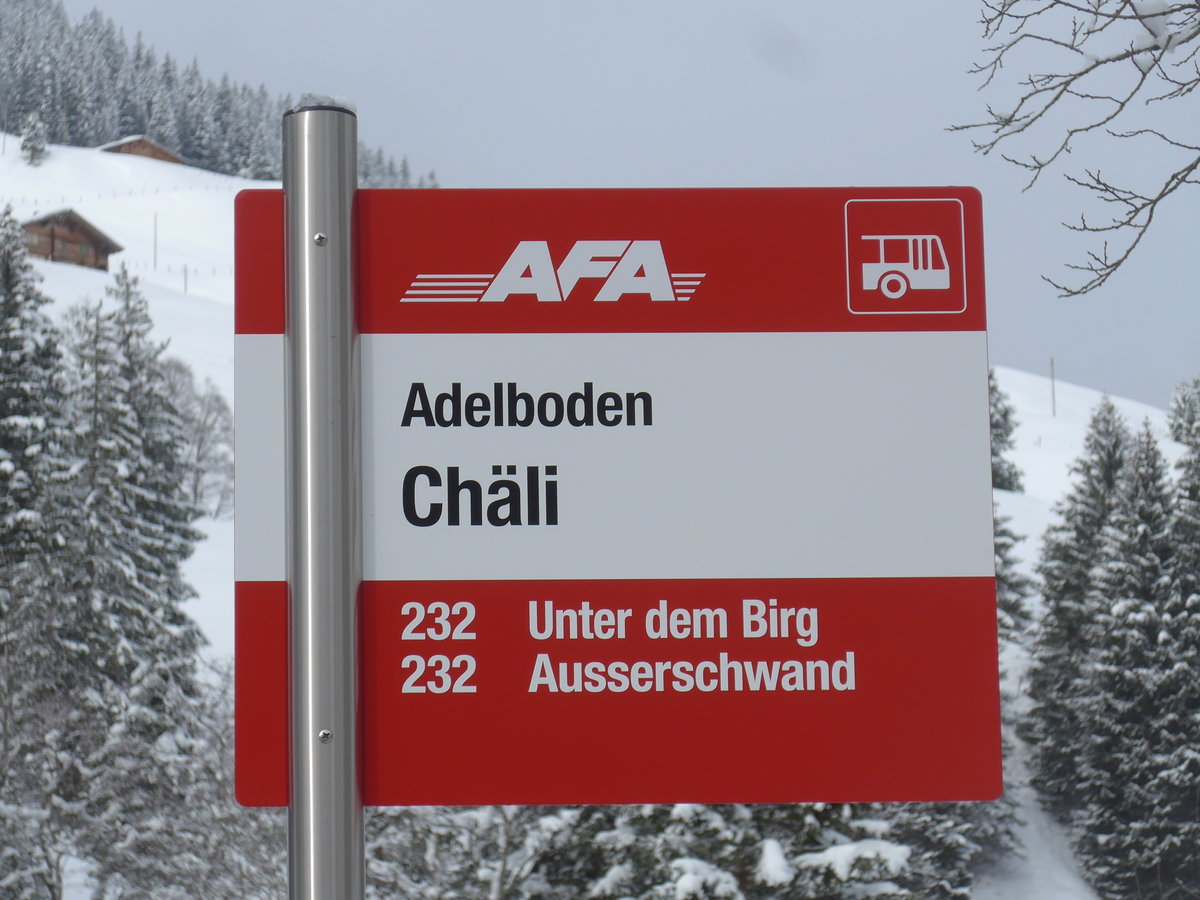 AFA
Adelboden
Chäli
232 Unter dem Birg
232 Ausserschwand